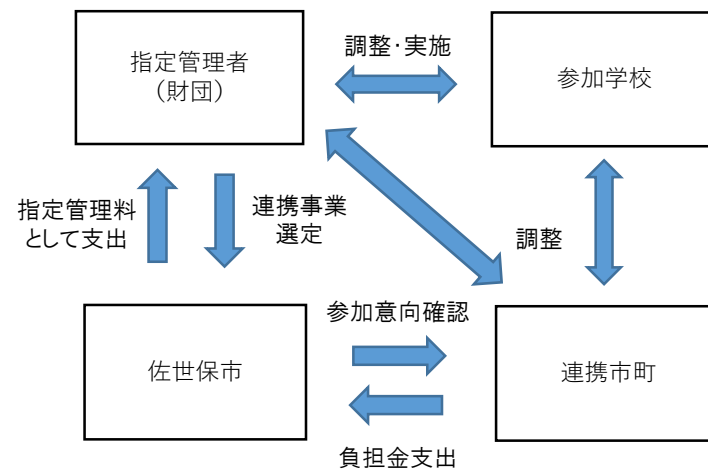 指定管理者
（財団）
調整･実施
参加学校
指定管理料
として支出
連携事業
選定
調整
佐世保市
参加意向確認
連携市町
負担金支出